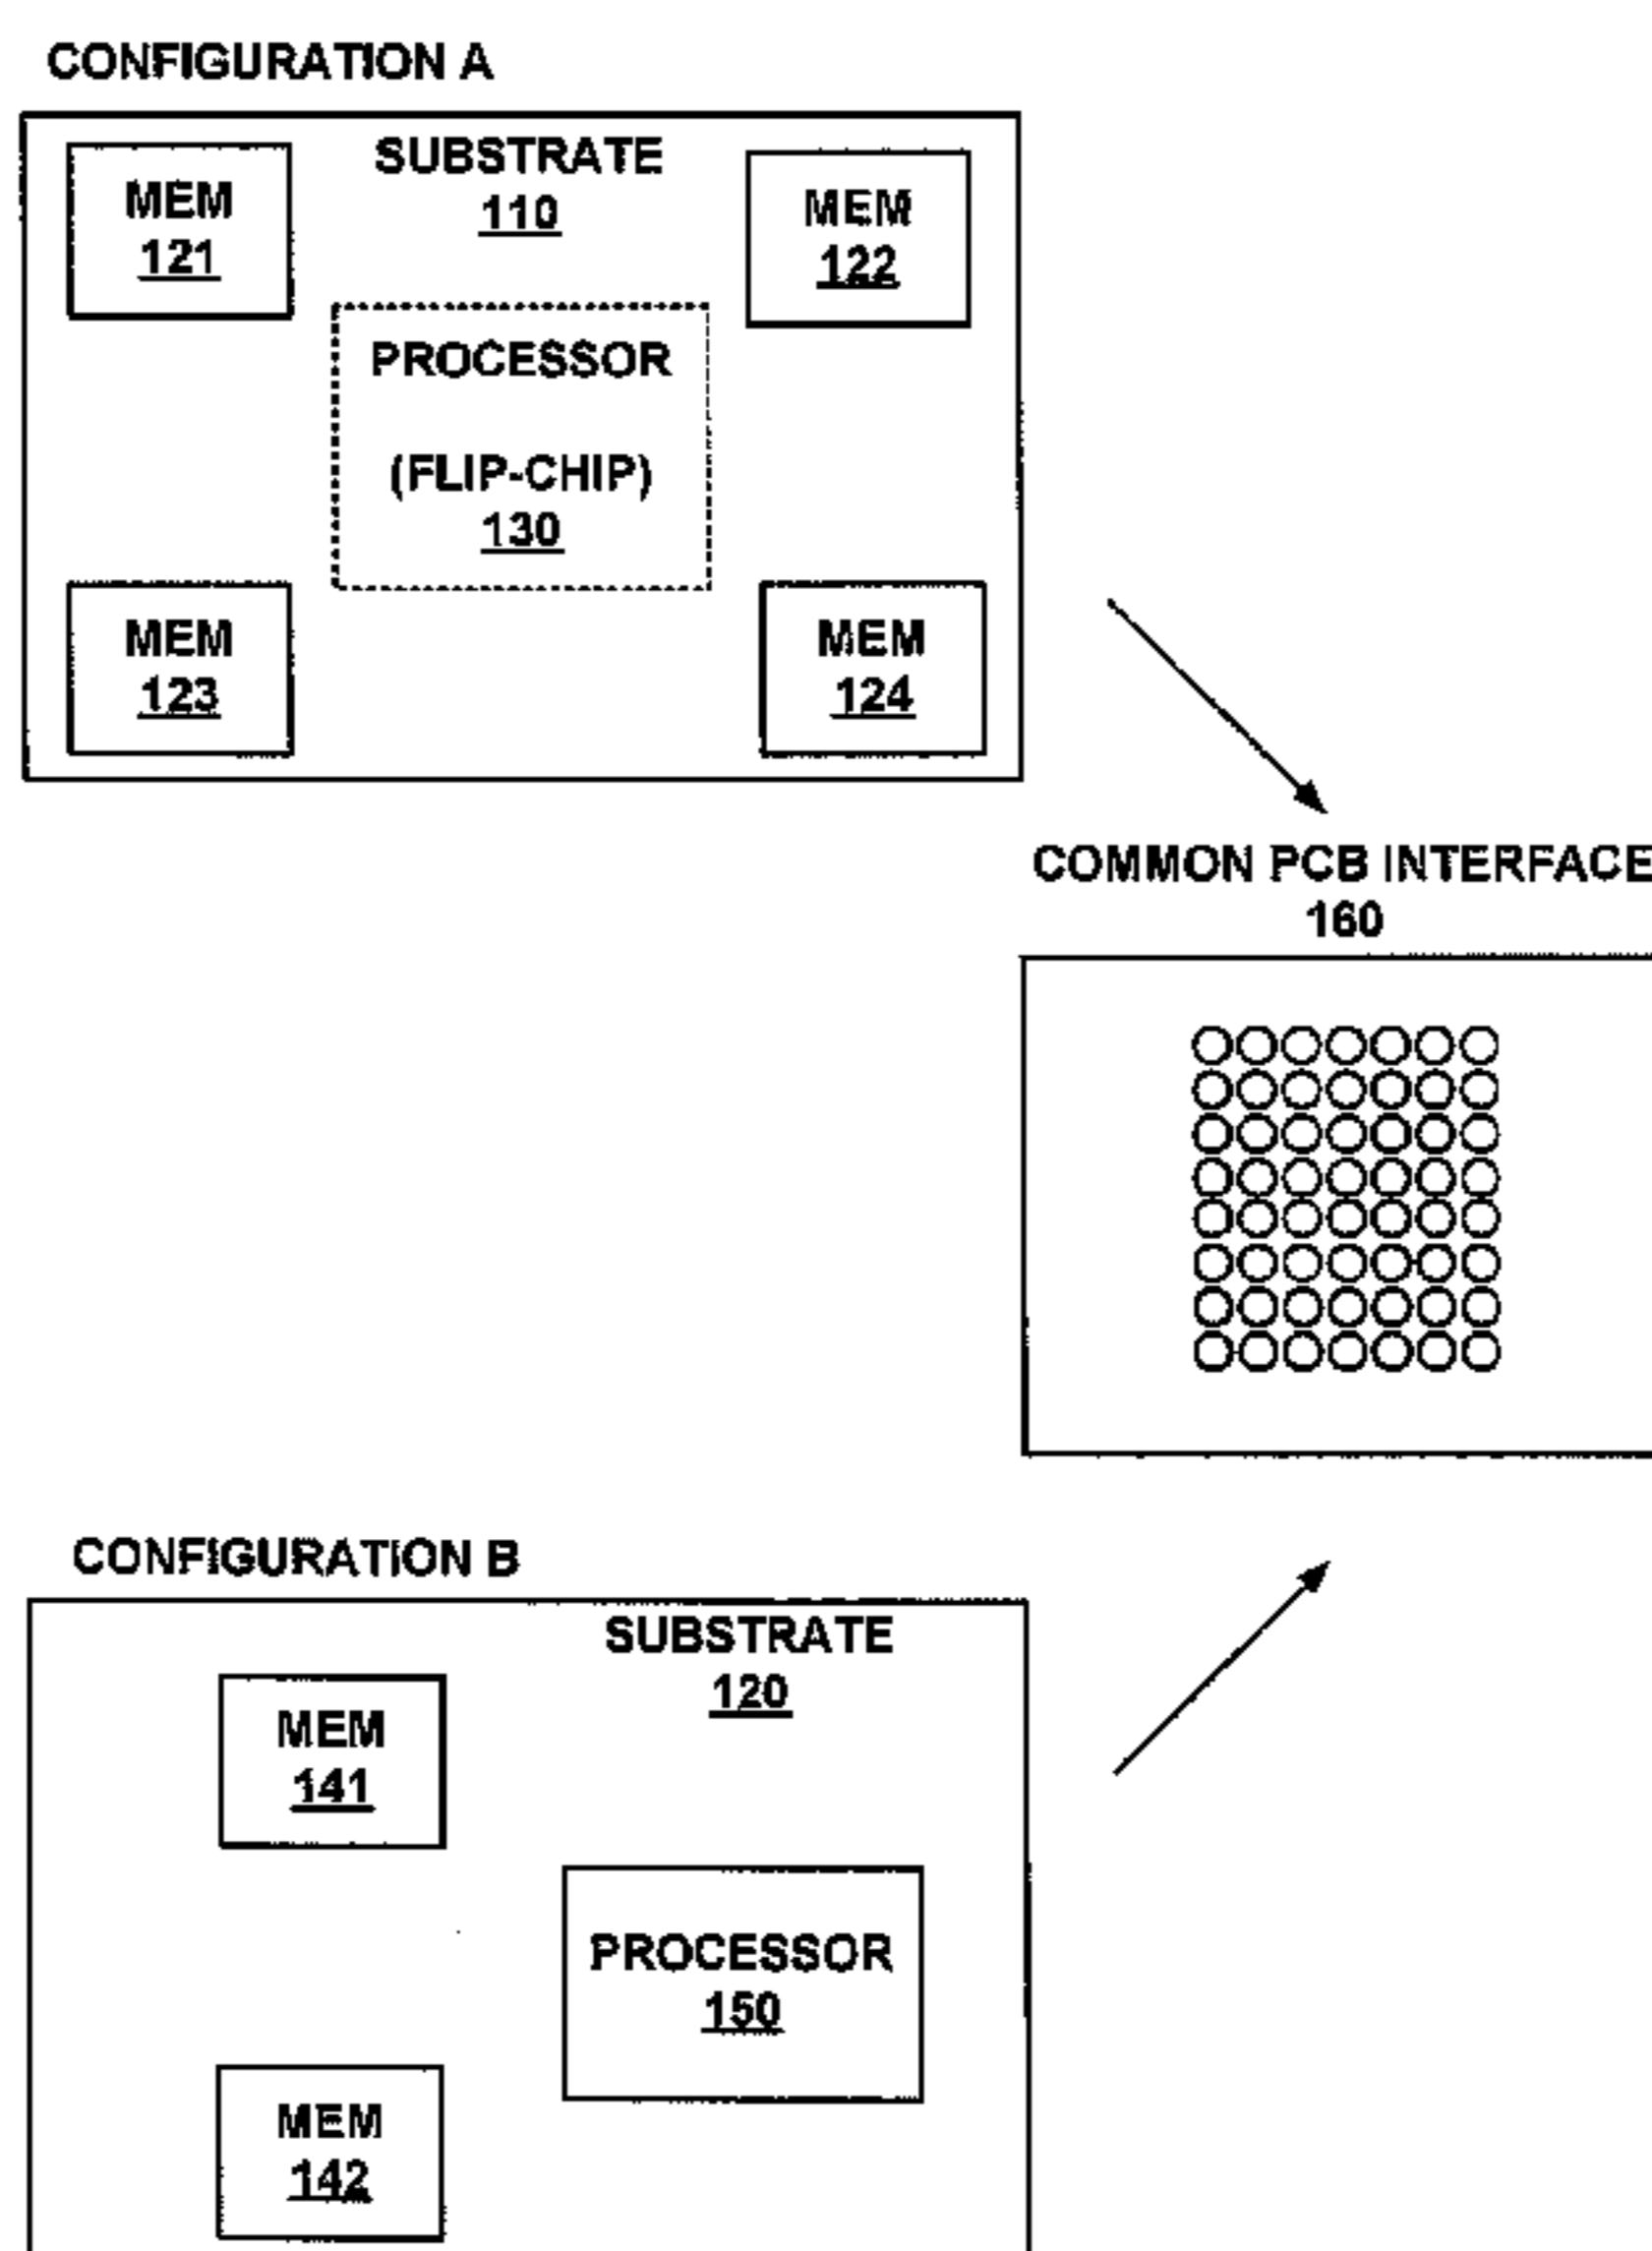 CONFIGURATION A
SUBSTRATE
110
MEM
121
MEM
122
PROCESSOR
(FLIP-CHIP)
130
MEM
123
MEM
124
COMMON PCB INTERFACE
160
CONFIGURATION B
SUBSTRATE
120
MEM
141
PROCESSOR
150
MEM
142